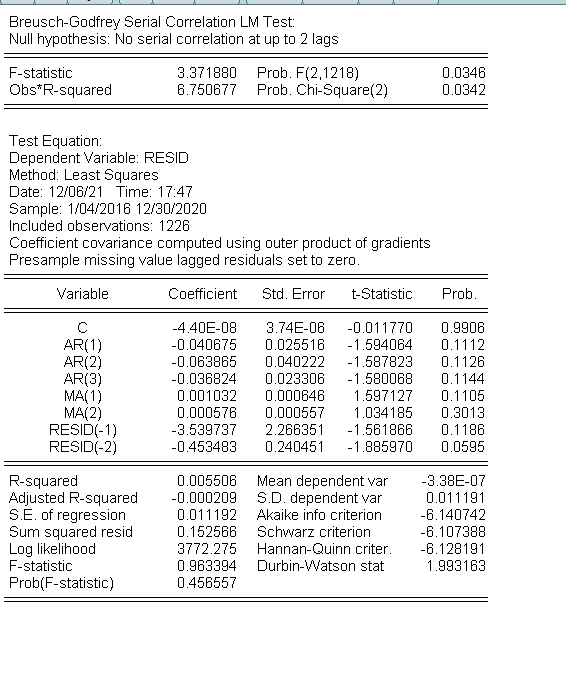 Breusch-Godfrey Serial Correlation LM Test:
Null hypothesis: No serial correlation at up to 2 lags
F-statistic 3.371880 Prob. F(2,1218) 0.0346
Obs*R-squared 6.750677 Prob. Chi-Square(2) 0.0342
Test Equation:
Dependent Variable: RESID
Method: Least Squares
Date: 12/06/21 Time: 17:47
Sample: 1/04/2016 12/30/2020
Included observations: 1226
Coefficient covariance computed using outer product of gradients
Presample missing value lagged residuals set to zero.
Variable Coefficient Std. Error t-Statistic Prob.
C -4.40E-08 3.74E-06 -0.011770 0.9906
AR(1) -0.040675 0.025516 -1.594064 0.1112
AR(2) -0.063865 0.040222 -1.587823 0.1126
AR(3) -0.036824 0.023306 -1.580068 0.1144
MA(1) 0.001032 0.000646 1.597127 0.1105
MA(2) 0.000576 0.000557 1.034185 0.3013
RESID(-1) -3.539737 2.266351 -1.561866 0.1186
RESID(-2) -0.453483 0.240451 -1.885970 0.0595
R-squared 0.005506 Mean dependent var -3.38E-07
Adjusted R-squared -0.000209 S.D. dependent var 0.011191
S.E. of regression 0.011192 Akaike info criterion -6.140742
Sum squared resid 0.152566 Schwarz criterion -6.107388
Log likelihood 3772.275 Hannan-Quinn criter. -6.128191
F-statistic 0.963394 Durbin-Watson stat 1.993163
Prob(F-statistic) 0.456557